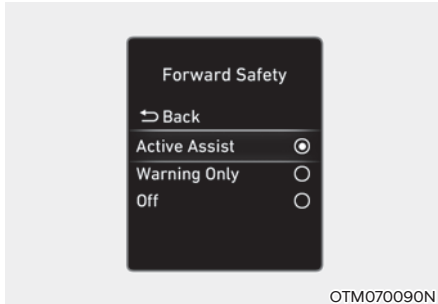 Forward Safety
Back
Active Assist
Warning Only
Off
OTM070090N